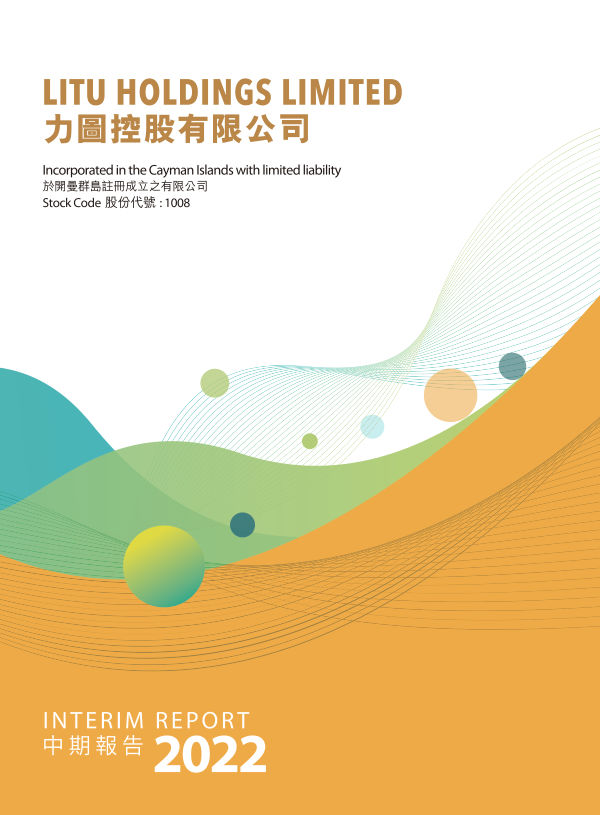 LITU HOLDINGS LIMITED
力圖控股有限公司
Incorporated in the Cayman Islands with limited liability
於開曼群島註冊成立之有限公司
Stock Code 股份代號 : 1008
INTERIM REPORT
中期報告 2022